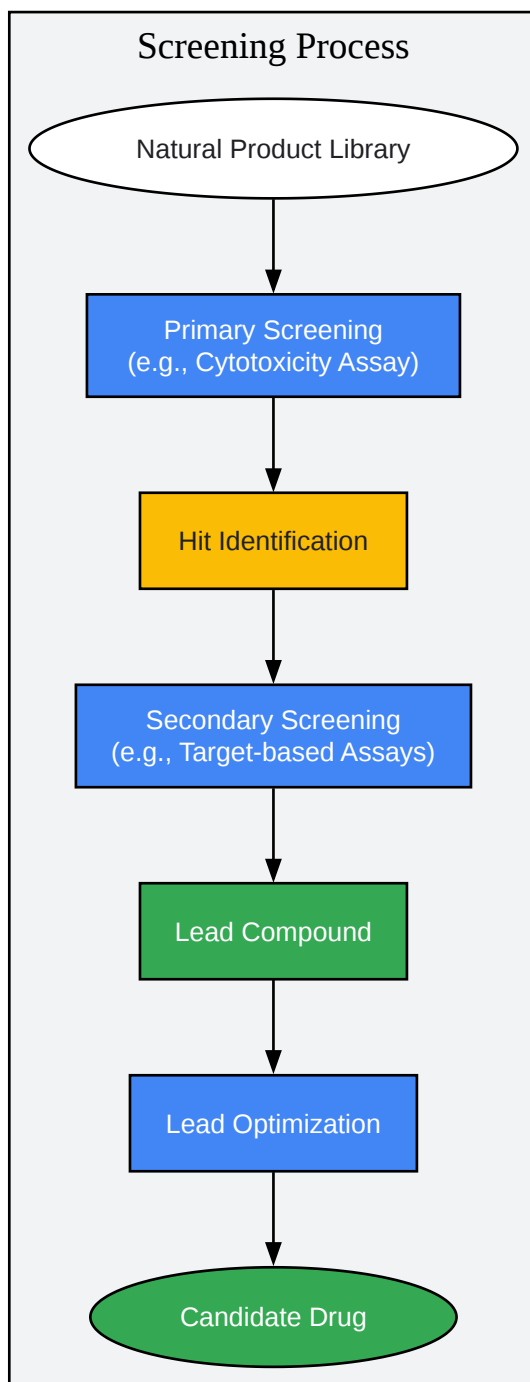 Screening Process
Natural Product Library
Primary Screening
(e.g., Cytotoxicity Assay)
Hit Identification
Secondary Screening
(e.g., Target-based Assays)
Lead Compound
Lead Optimization
Candidate Drug